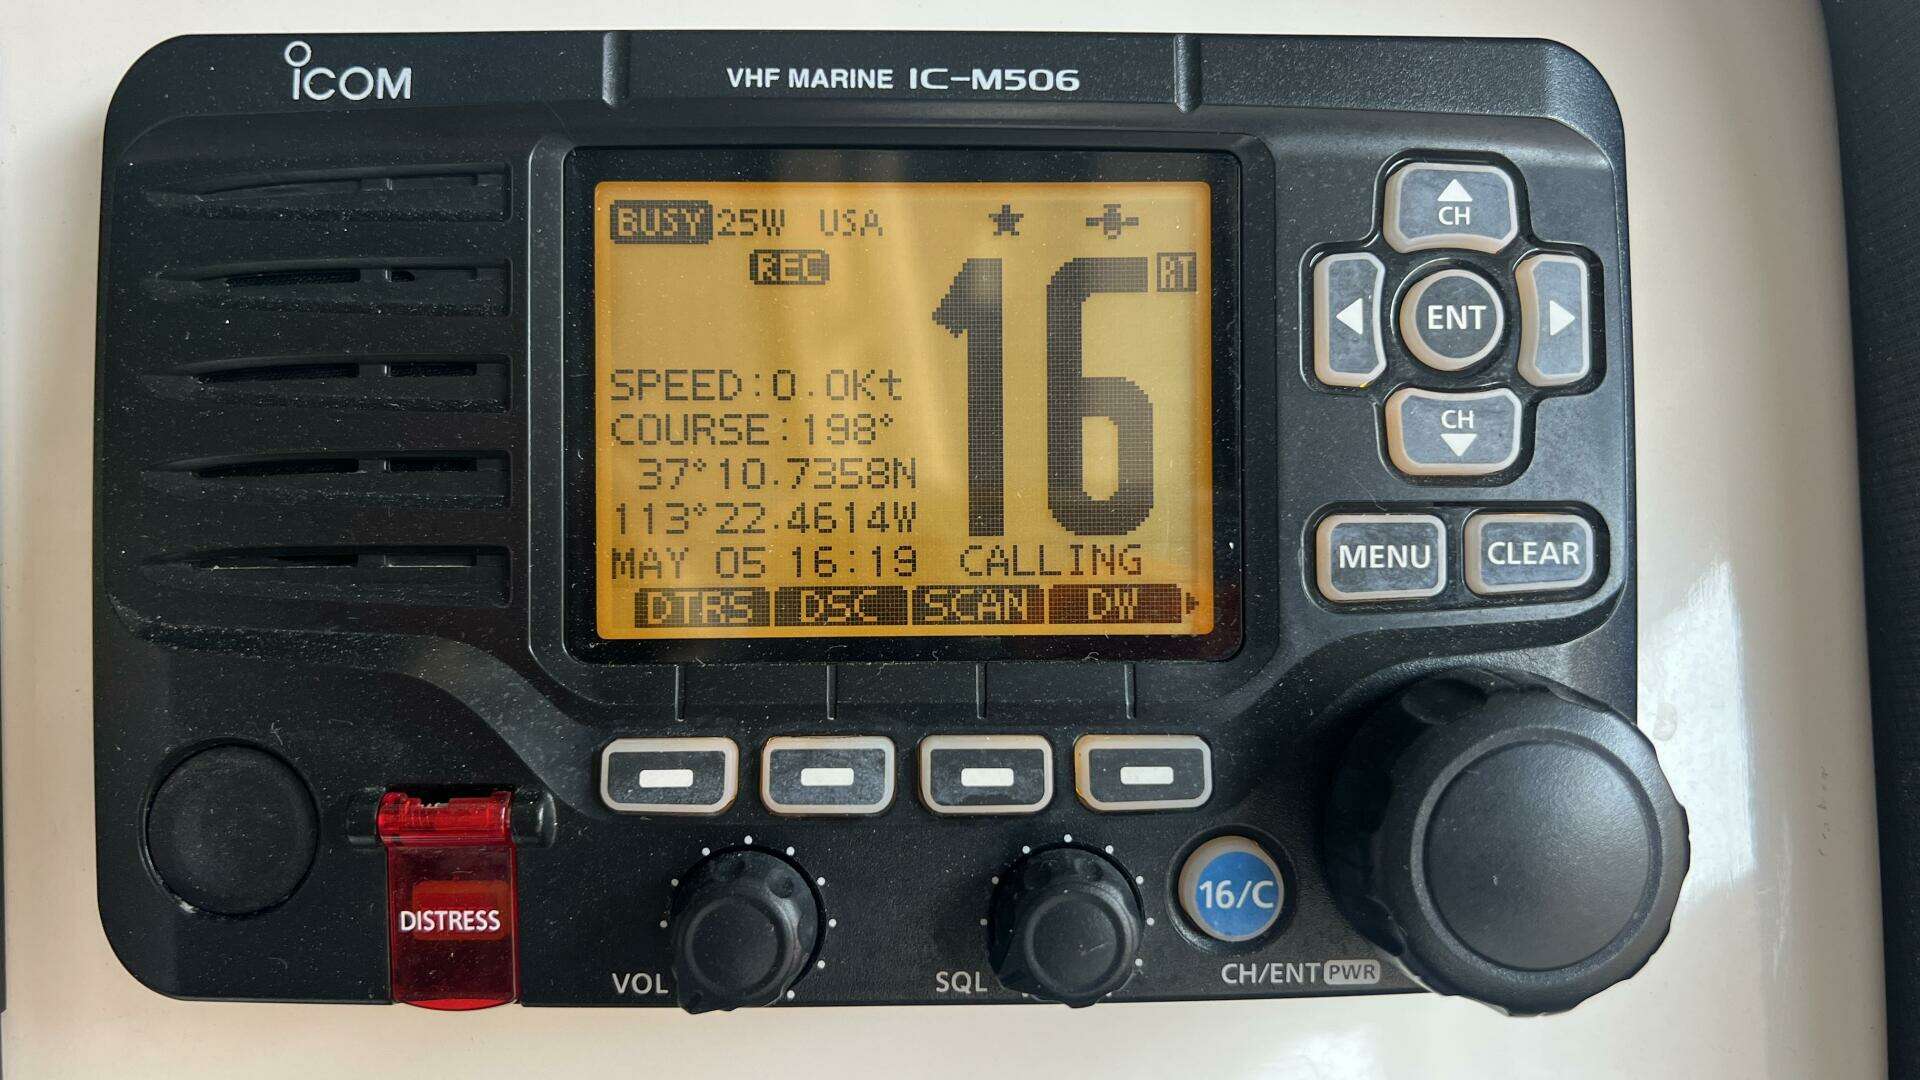 ICOM
VHF MARINE IC-M506
BUSY 25W USA
REC
16
RT
SPEED:0.0Kt
COURSE:198°
37°10.7358N
113°22.4614W
MAY 05 16:19 CALLING
DTRS DSC SCAN DW
CH
ENT
CH
MENU CLEAR
DISTRESS
VOL
SQL
16/C
CH/ENT PWR